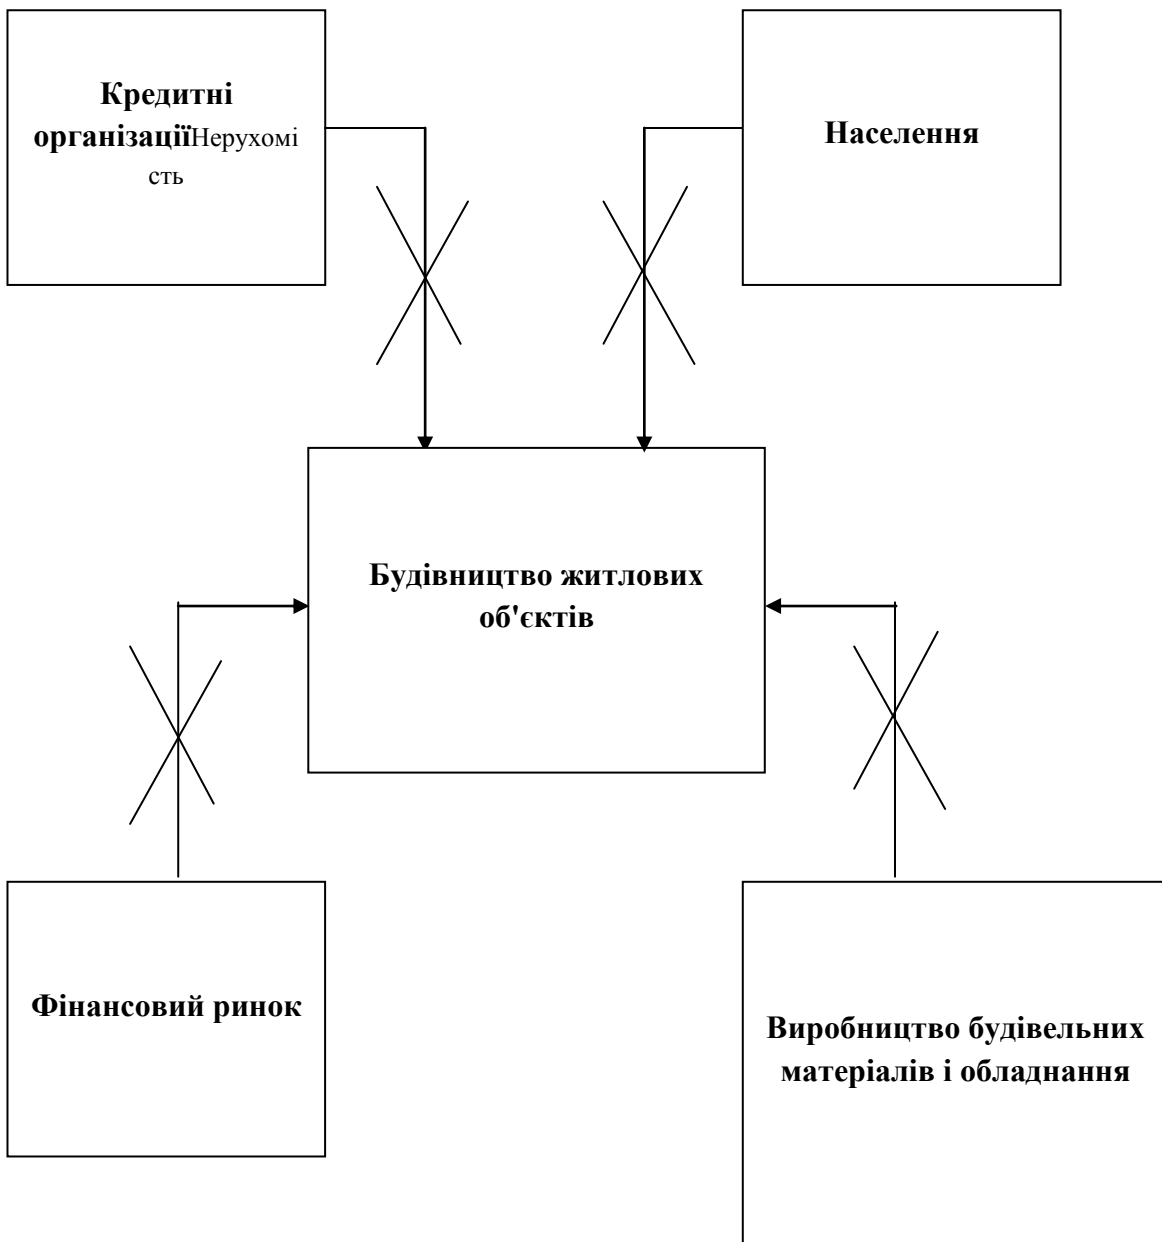 Кредитні
організаціїНерухомі
сть
Населення
Будівництво житлових
об'єктів
Фінансовий ринок
Виробництво будівельних
матеріалів і обладнання